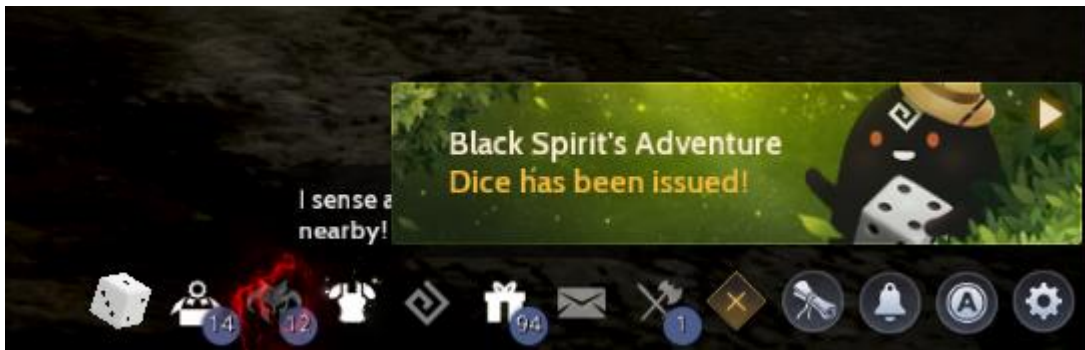 Black Spirit's Adventure
Dice has been issued!
I sense a
nearby!
14
12
94
1
A